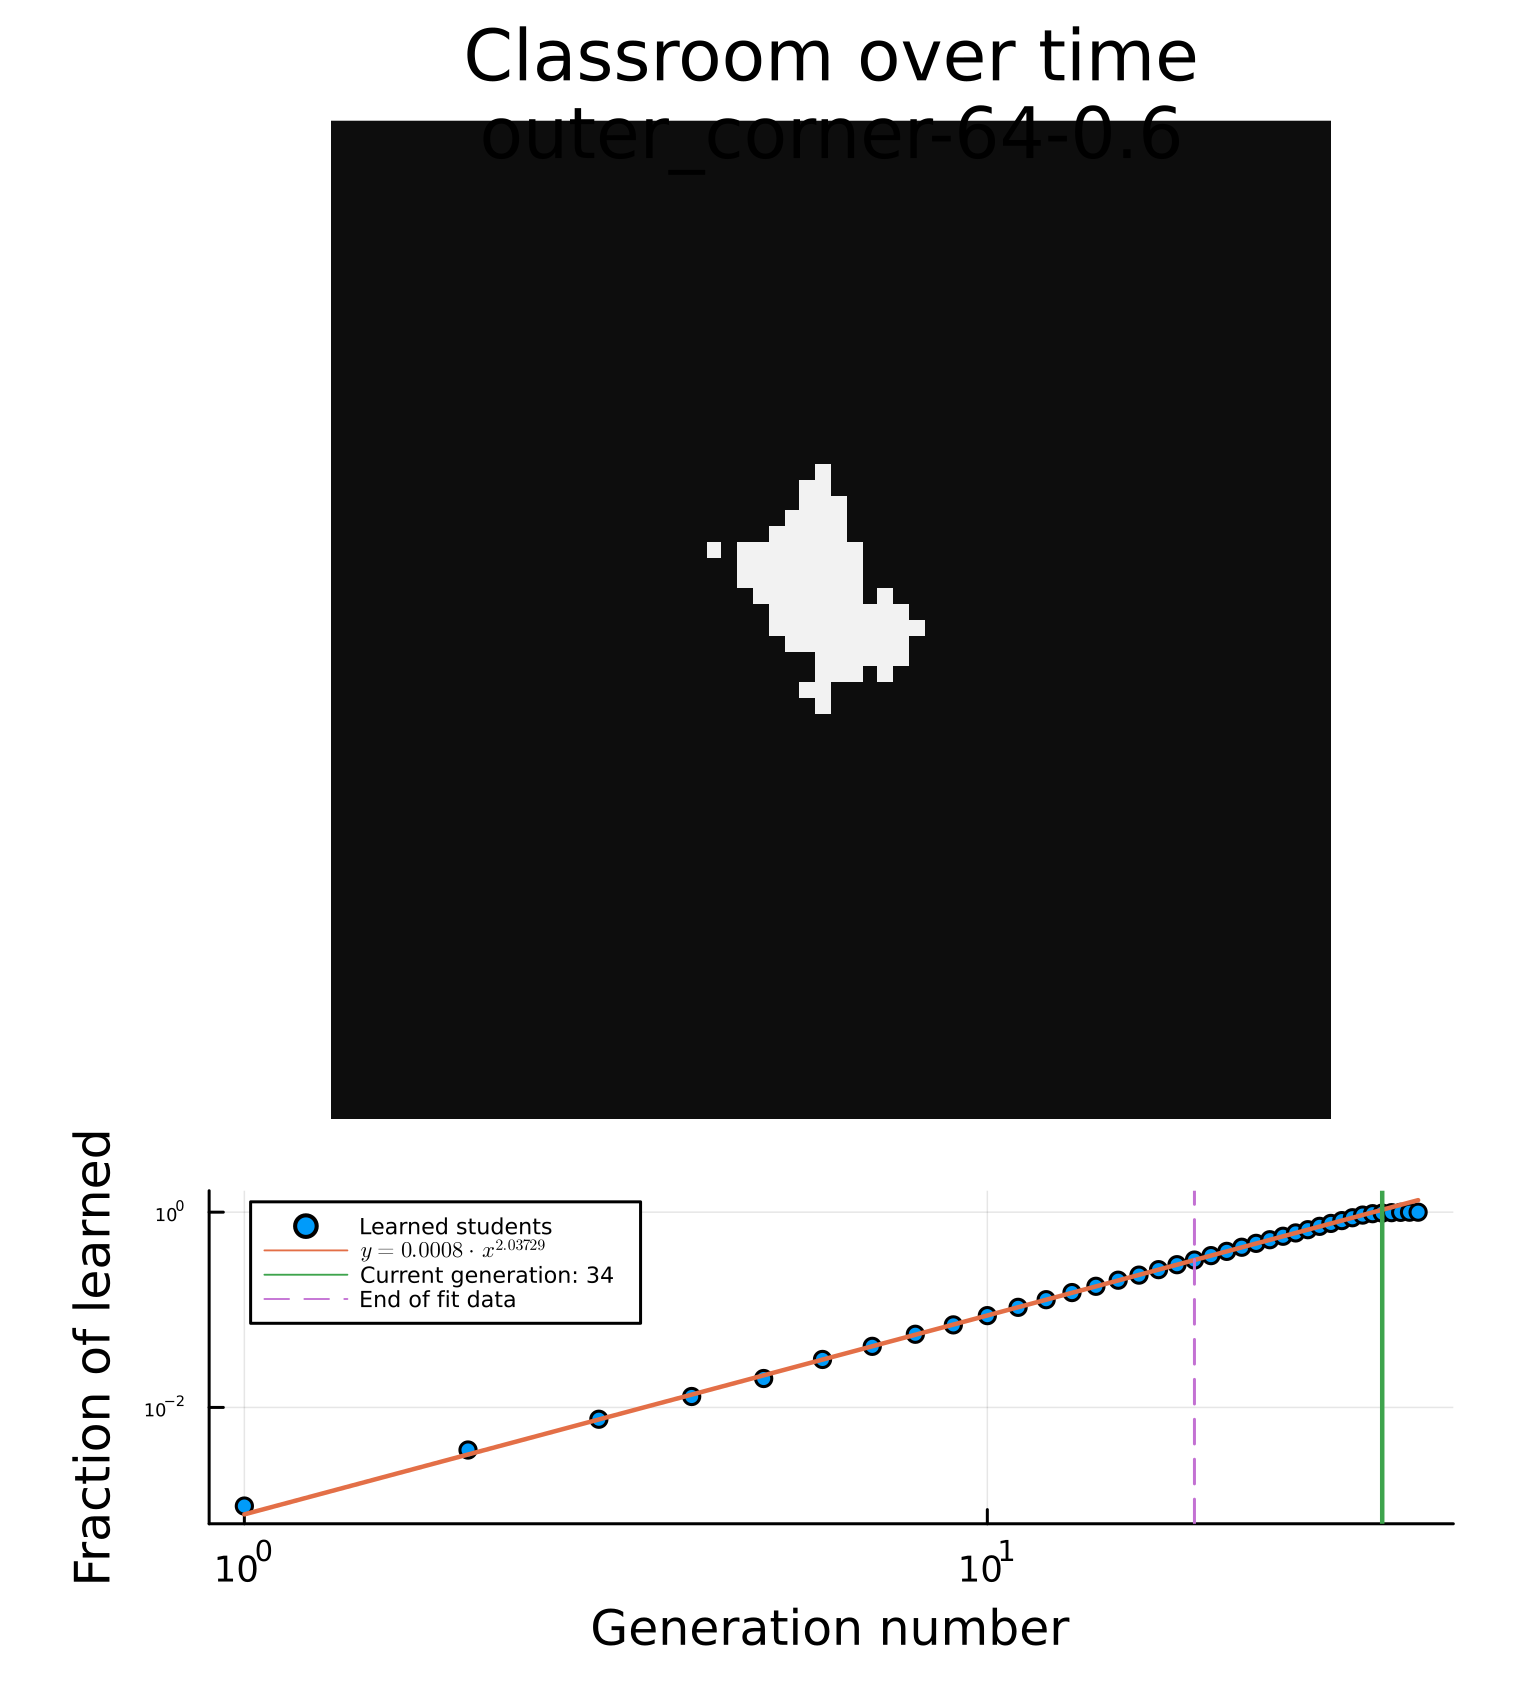 Classroom over time
outer_corner-64-0.6
Fraction of learned
10^0
10^-2
Learned students
y = 0.0008 · x^2.03729
Current generation: 34
End of fit data
10^0 10^1
Generation number